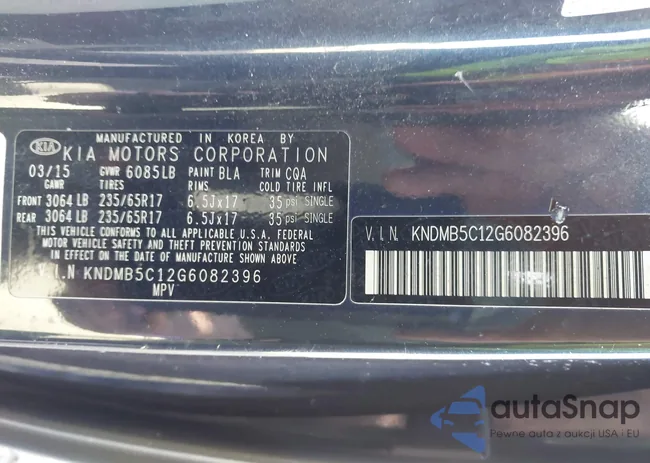 MANUFACTURED IN KOREA BY
KIA KIA MOTORS CORPORATION
03/15 GVWR 6085LB PAINT BLA TRIM CQA
GAWR TIRES RIMS COLD TIRE INFL
FRONT 3064 LB 235/65R17 6.5Jx17 35 psi SINGLE
REAR 3064 LB 235/65R17 6.5Jx17 35 psi SINGLE
THIS VEHICLE CONFORMS TO ALL APPLICABLE U.S.A. FEDERAL
MOTOR VEHICLE SAFETY, BUMPER, AND THEFT PREVENTION
STANDARDS IN EFFECT ON THE DATE OF MANUFACTURE SHOWN ABOVE.
V.I.N KNDMB5C12G6082396
MPV
V.I.N. KNDMB5C12G6082396
autaSnap
Pewne auta z aukcji USA i EU